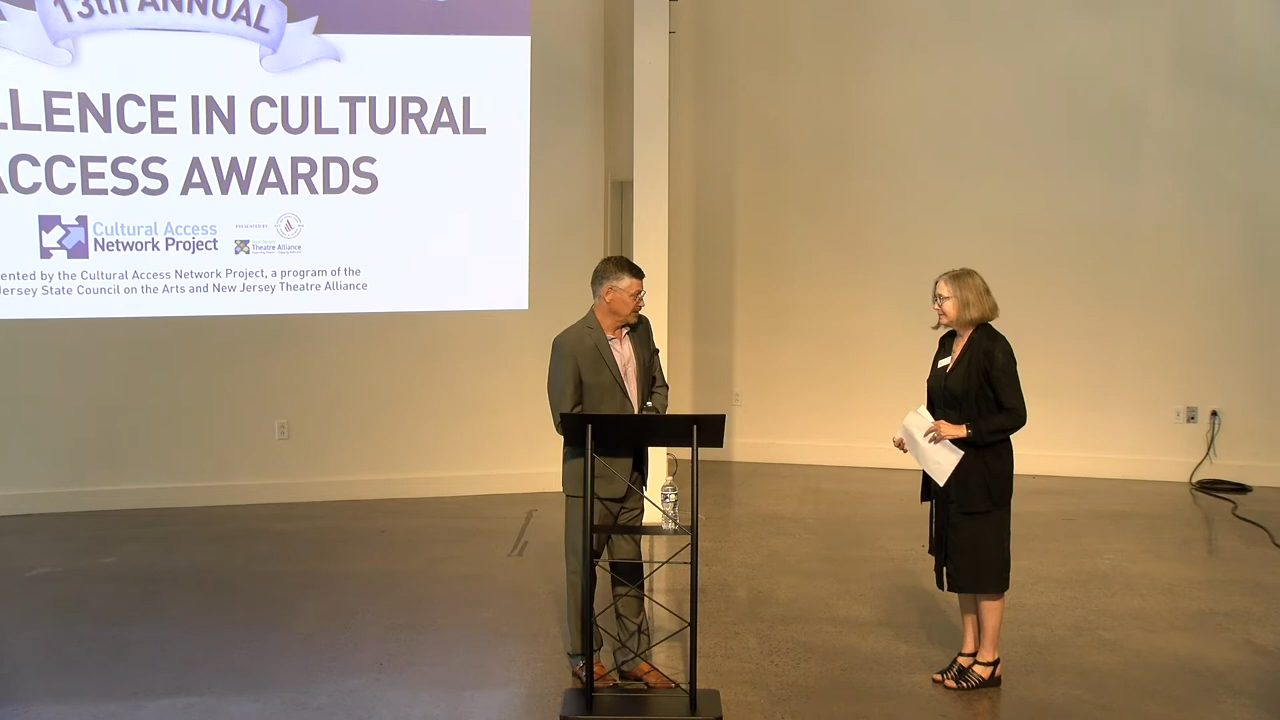 13th ANNUAL
LLENCE IN CULTURAL
ACCESS AWARDS
Cultural Access
Network Project
PRESENTED BY
Theatre Alliance
ented by the Cultural Access Network Project, a program of the
Jersey State Council on the Arts and New Jersey Theatre Alliance